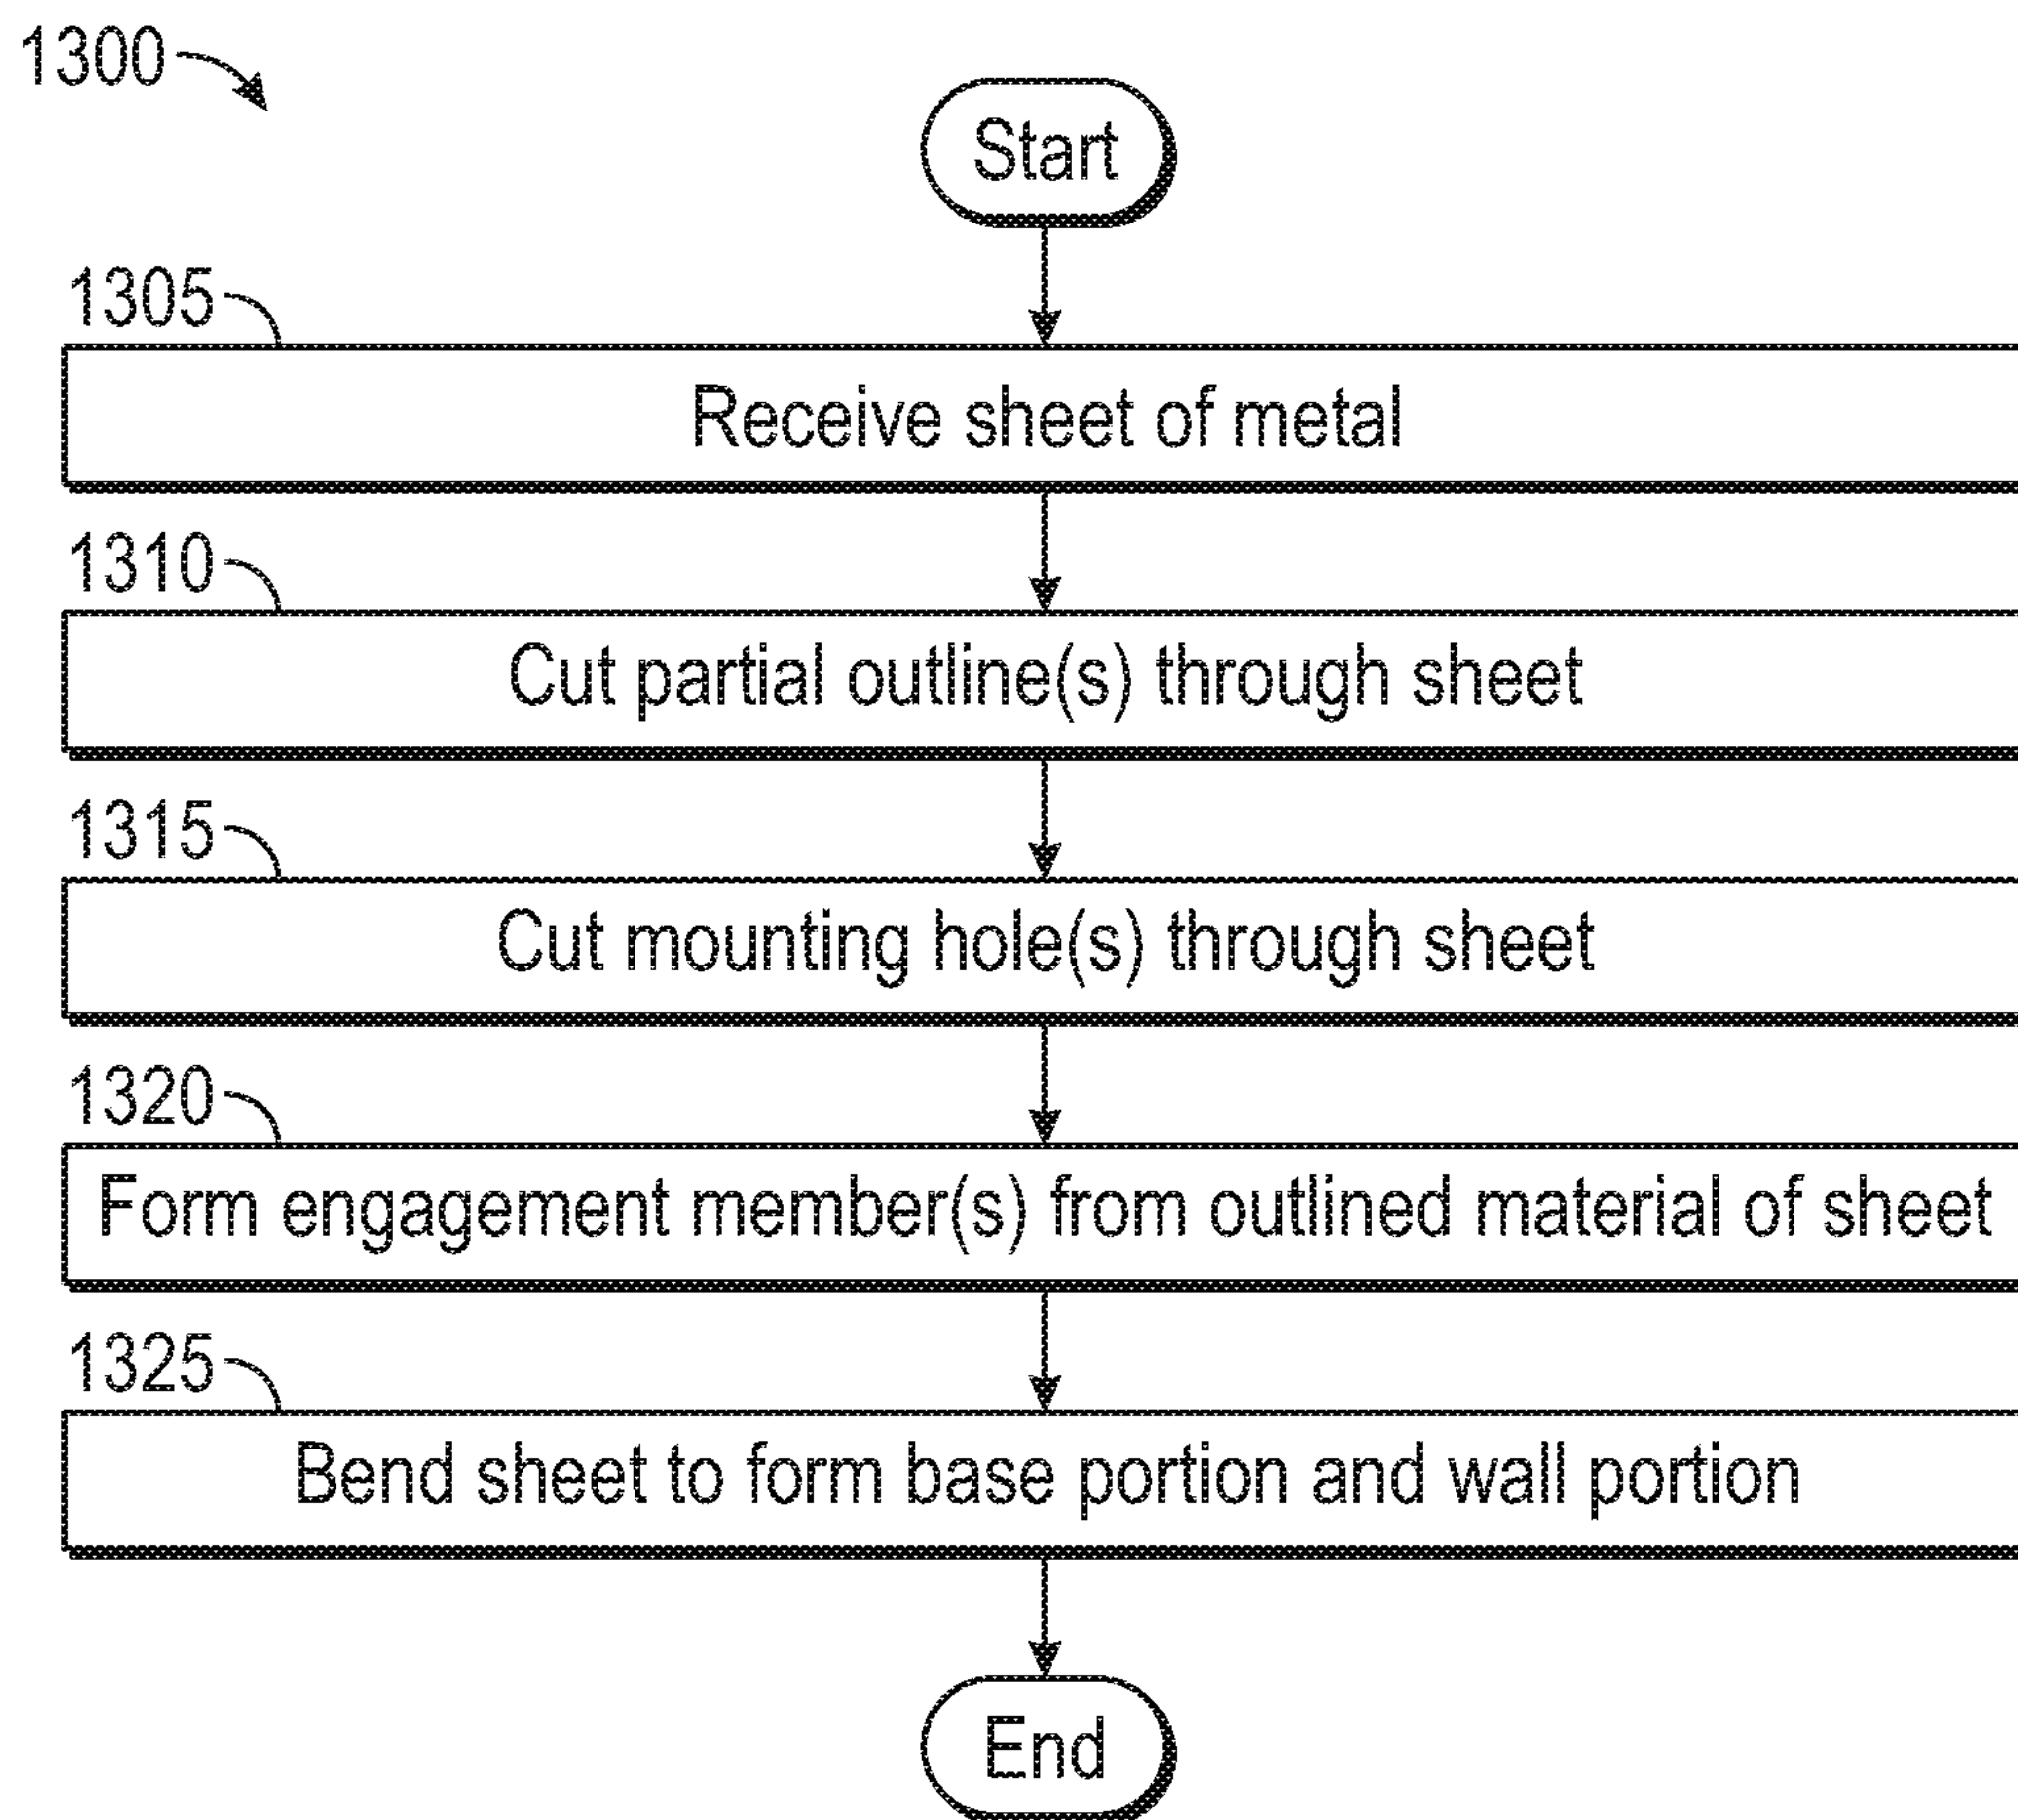 1300
Start
1305
Receive sheet of metal
1310
Cut partial outline(s) through sheet
1315
Cut mounting hole(s) through sheet
1320
Form engagement member(s) from outlined material of sheet
1325
Bend sheet to form base portion and wall portion
End